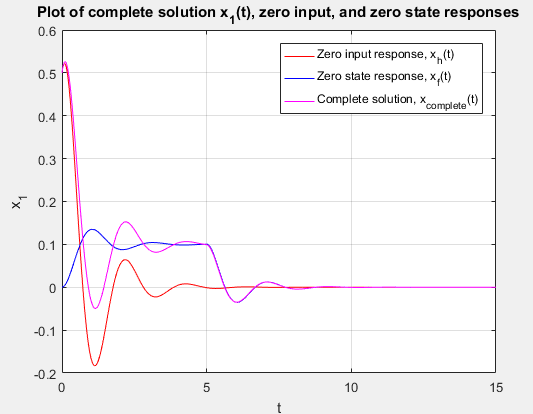 Plot of complete solution x1(t), zero input, and zero state responses
0.6
0.5
0.4
0.3
0.2
0.1
0
-0.1
-0.2
x1
Zero input response, xh(t)
Zero state response, xf(t)
Complete solution, xcomplete(t)
0 5 10 15
t